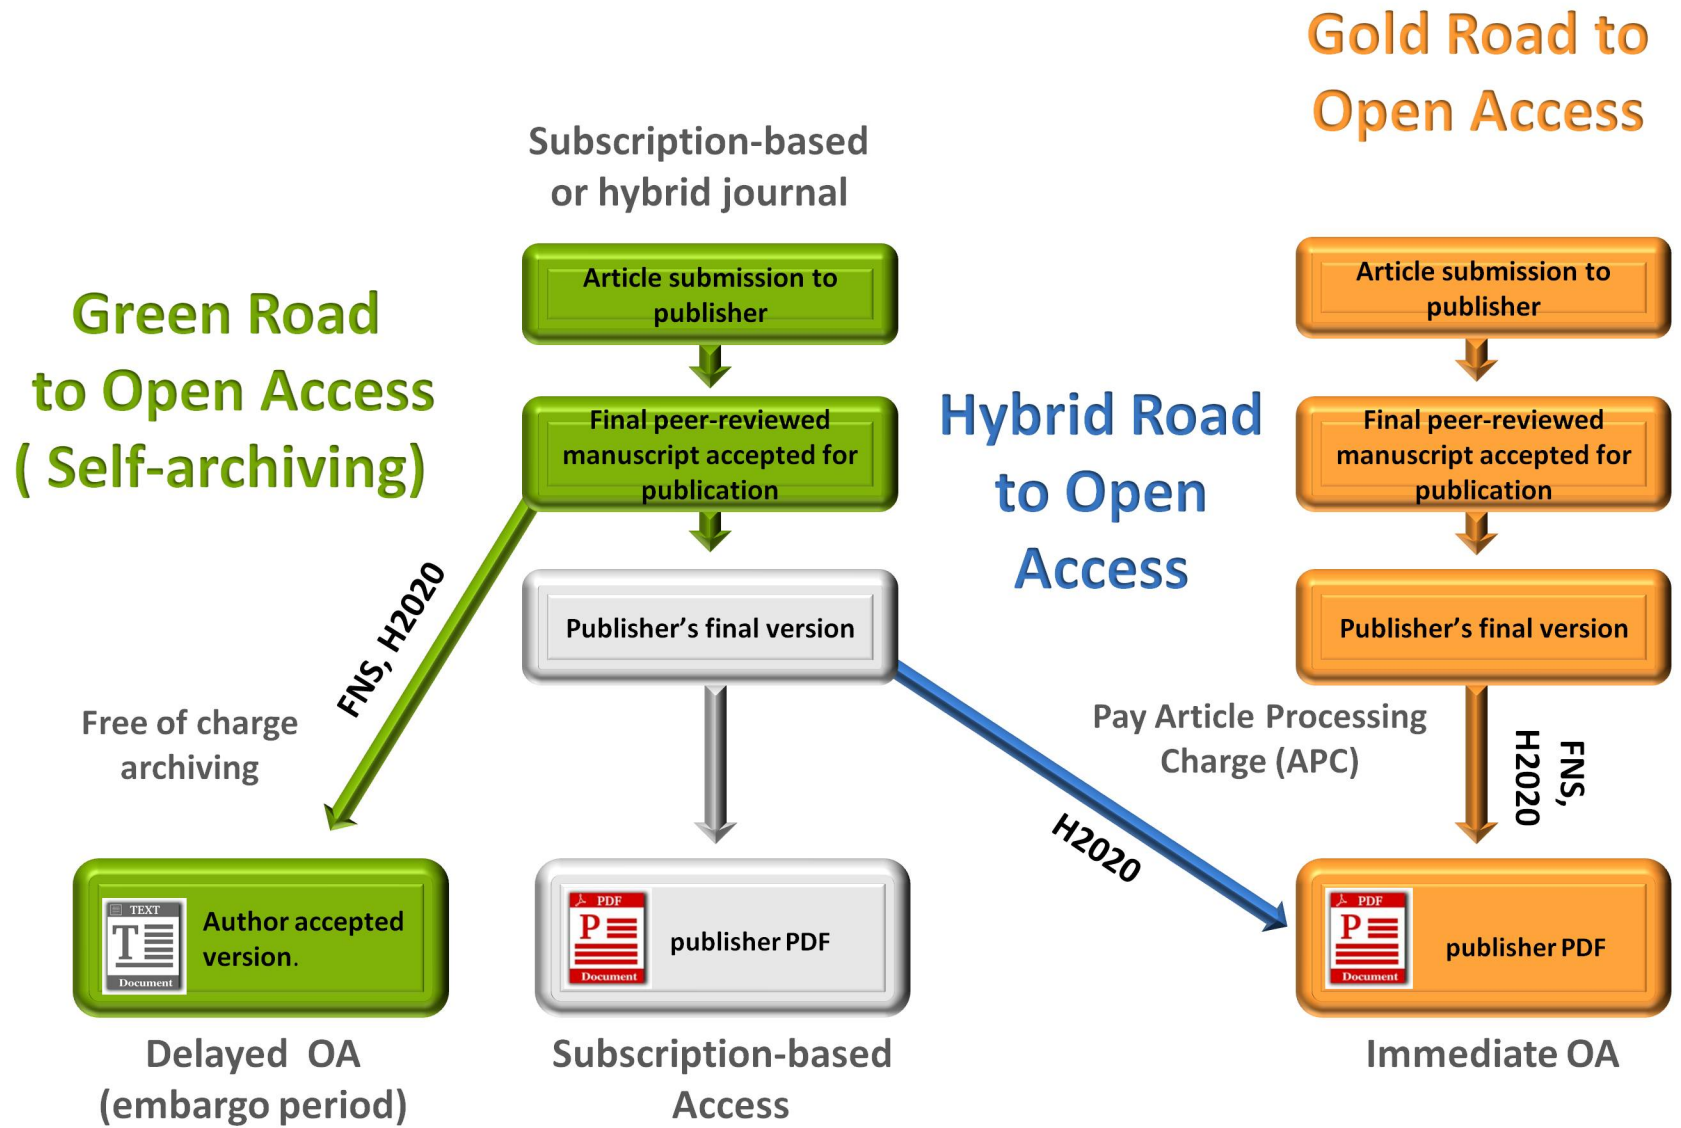 Gold Road to
Open Access
Subscription-based
or hybrid journal
Green Road
to Open Access
( Self-archiving)
Article submission to
publisher
Final peer-reviewed
manuscript accepted for
publication
Publisher's final version
Hybrid Road
to Open
Access
Article submission to
publisher
Final peer-reviewed
manuscript accepted for
publication
Publisher's final version
FNS, H2020
Free of charge
archiving
Pay Article Processing
Charge (APC)
H2020
FNS,
H2020
TEXT
T
Document
Author accepted
version.
PDF
P
Document
publisher PDF
PDF
P
Document
publisher PDF
Delayed OA
(embargo period)
Subscription-based
Access
Immediate OA